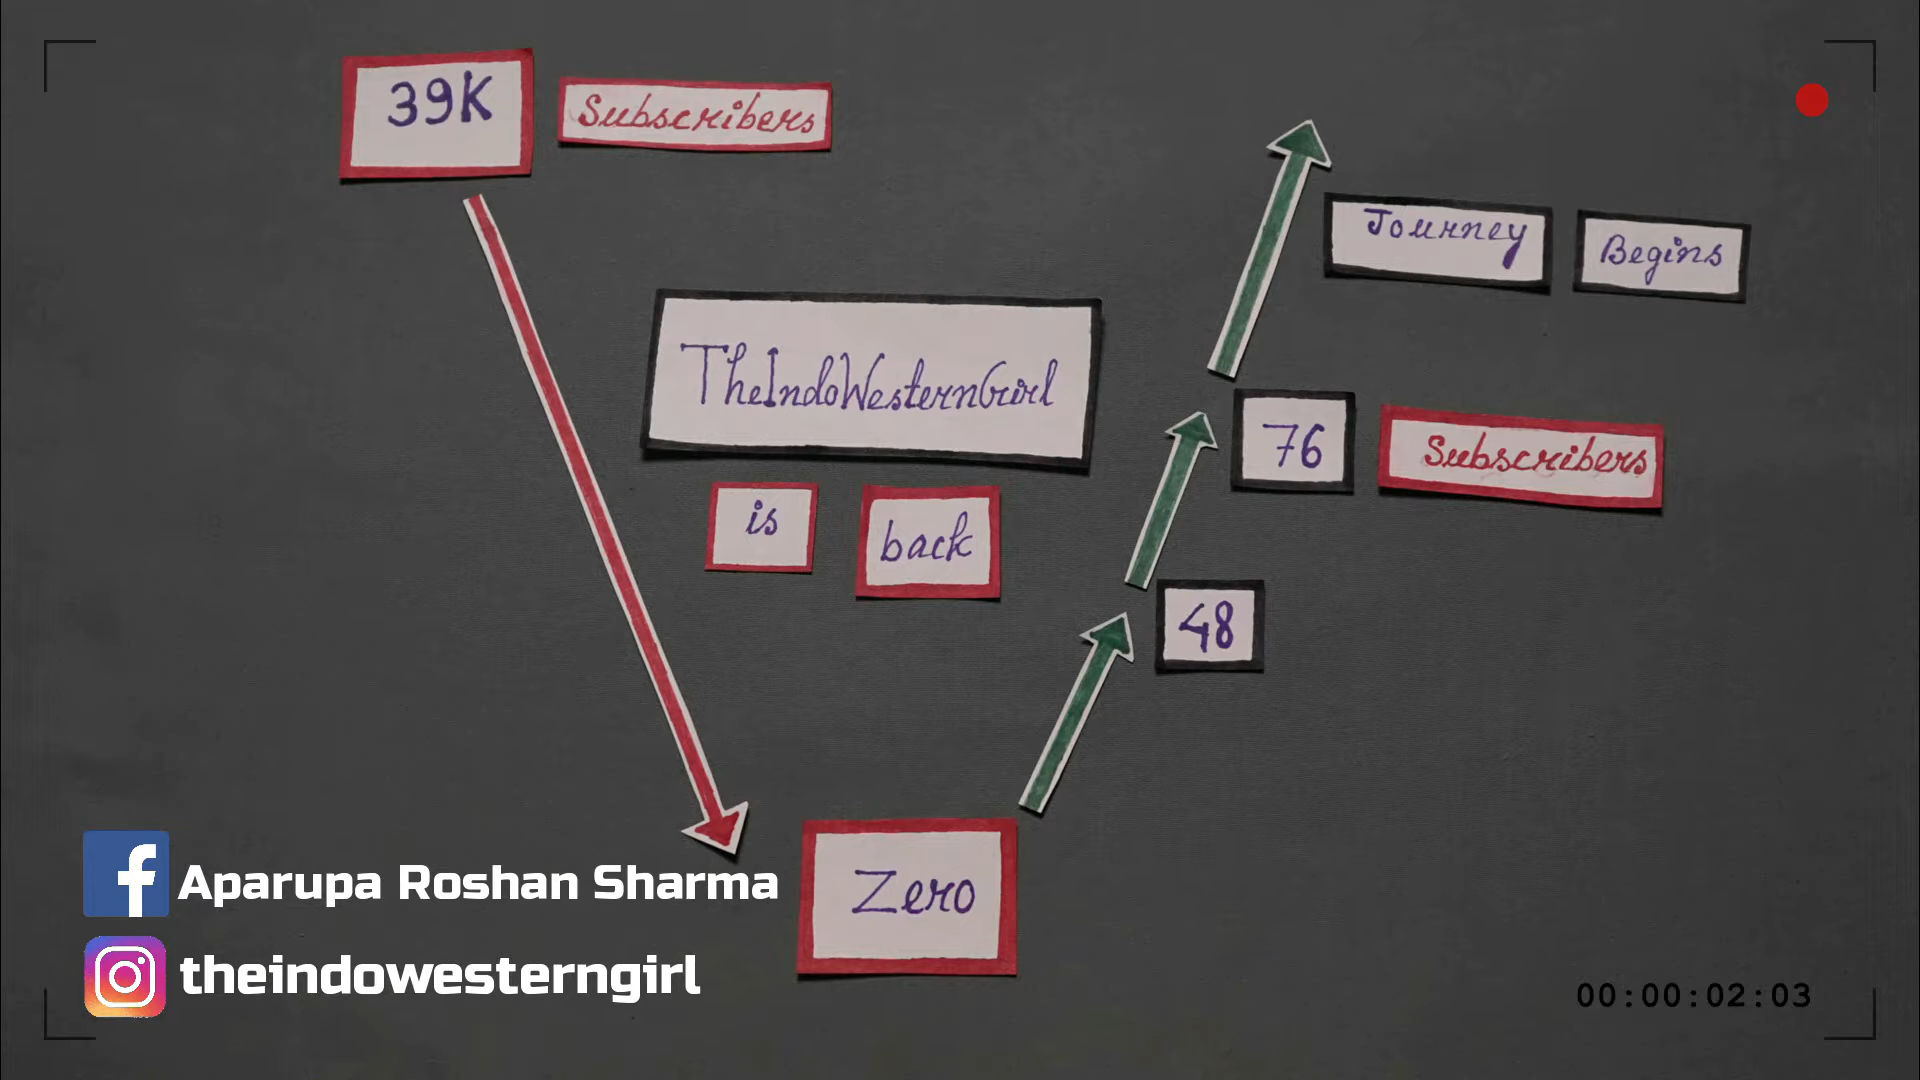 39K Subscribers
Journey Begins
TheIndoWesternGirl
76 Subscribers
is back
48
Zero
Aparupa Roshan Sharma
theindowesterngirl
00:00:02:03